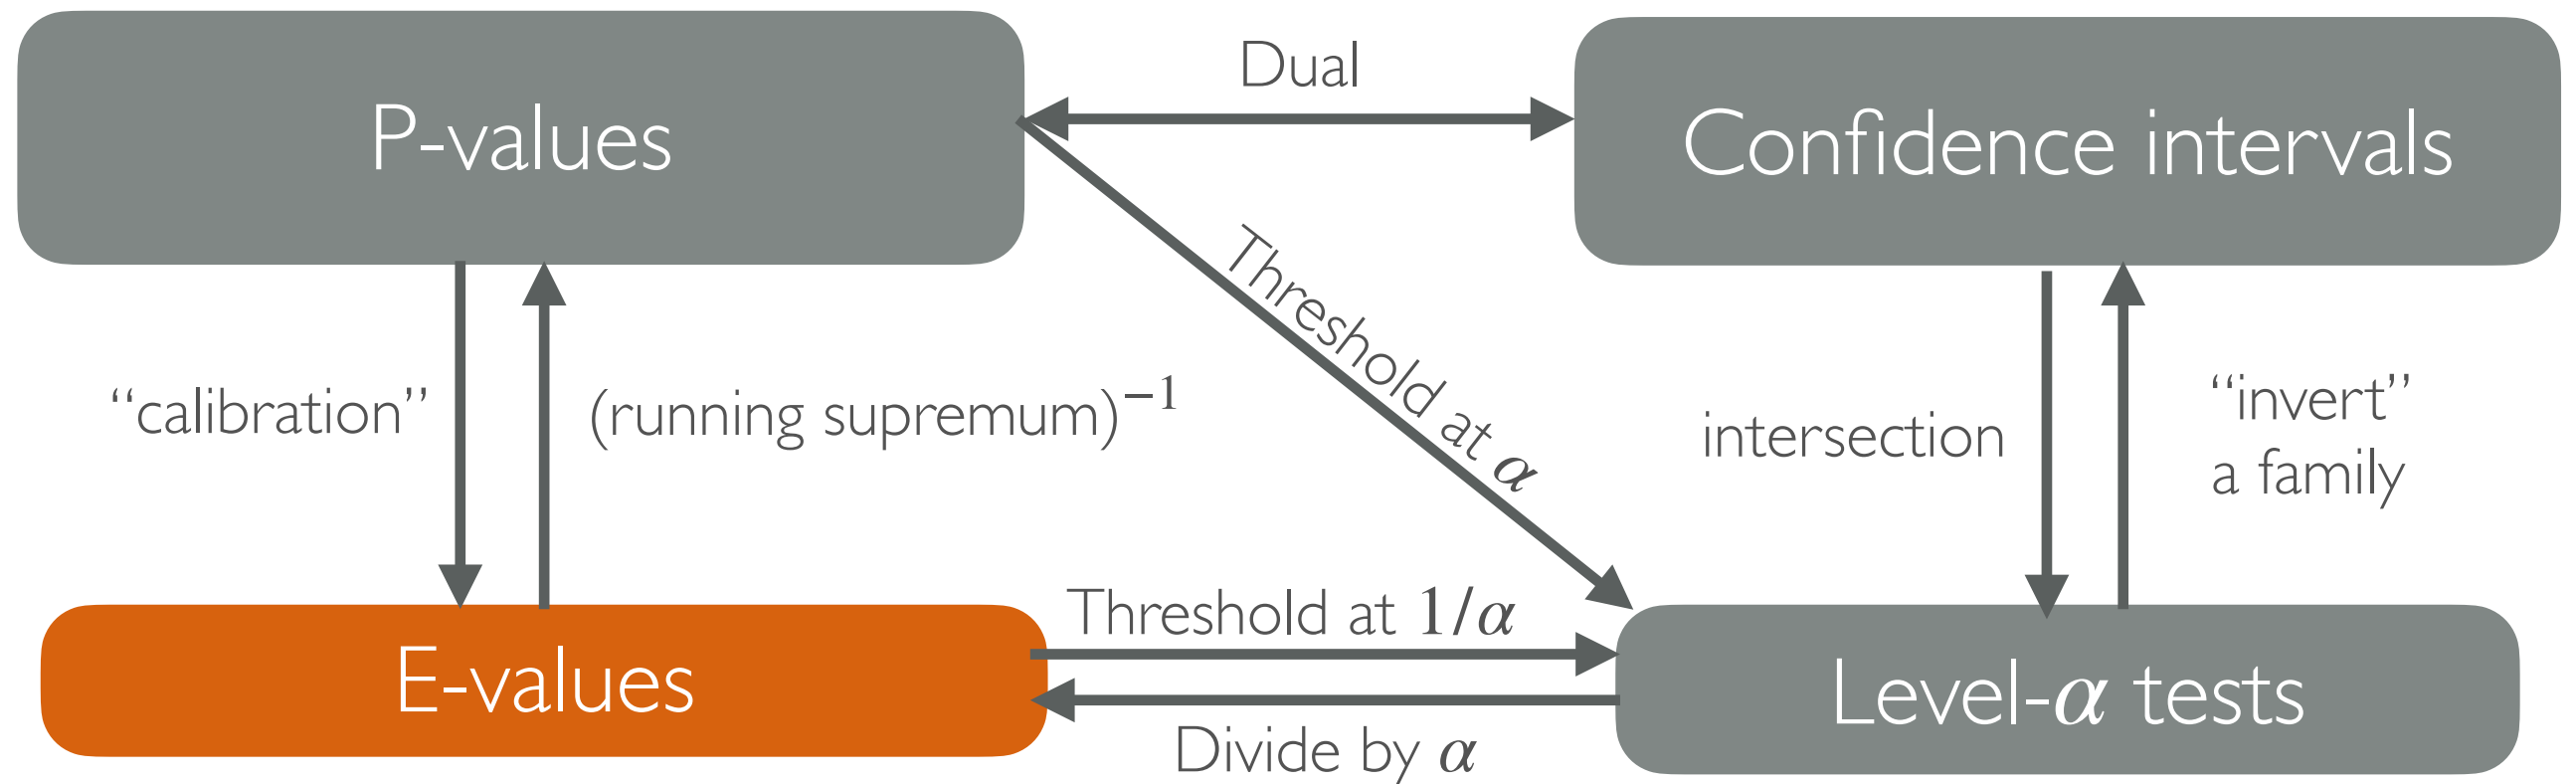 P-values
Dual
Confidence intervals
Threshold at α
“calibration”
(running supremum)⁻¹
intersection
“invert”
a family
E-values
Threshold at 1/α
Divide by α
Level-α tests